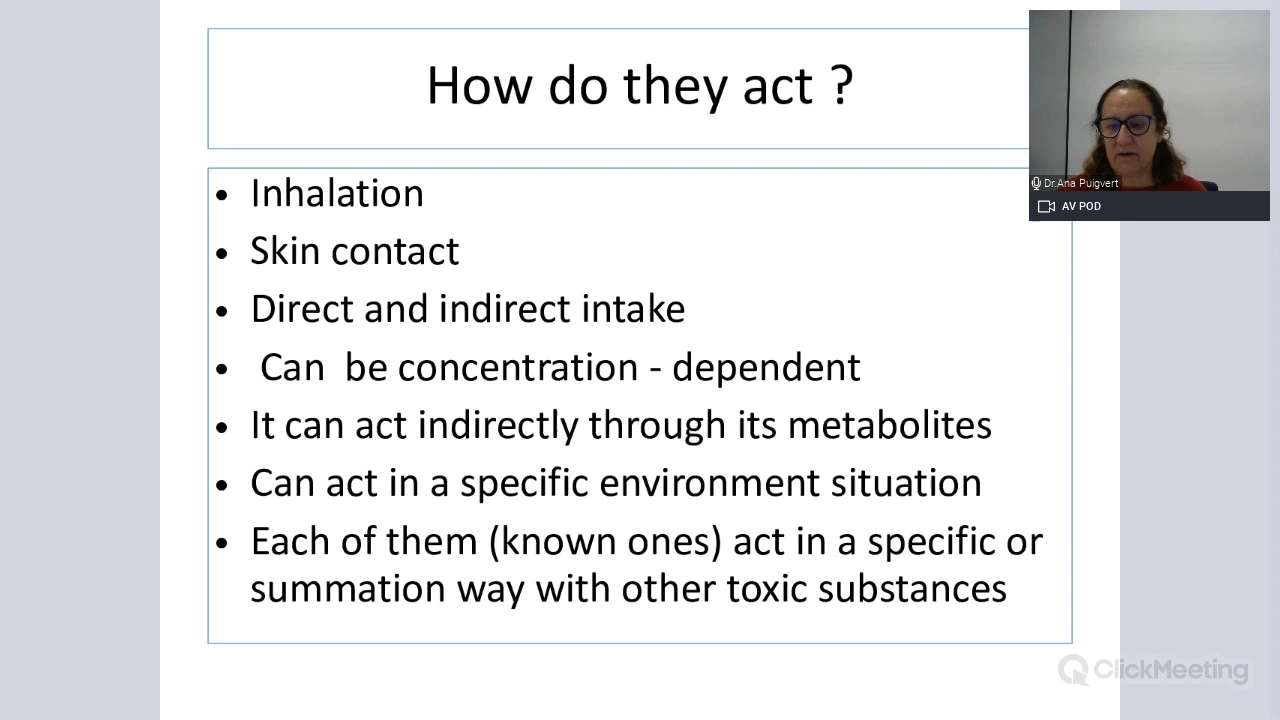 How do they act ?
• Inhalation
• Skin contact
• Direct and indirect intake
• Can be concentration - dependent
• It can act indirectly through its metabolites
• Can act in a specific environment situation
• Each of them (known ones) act in a specific or
summation way with other toxic substances
Dr.Ana Puigvert
AV POD
ClickMeeting